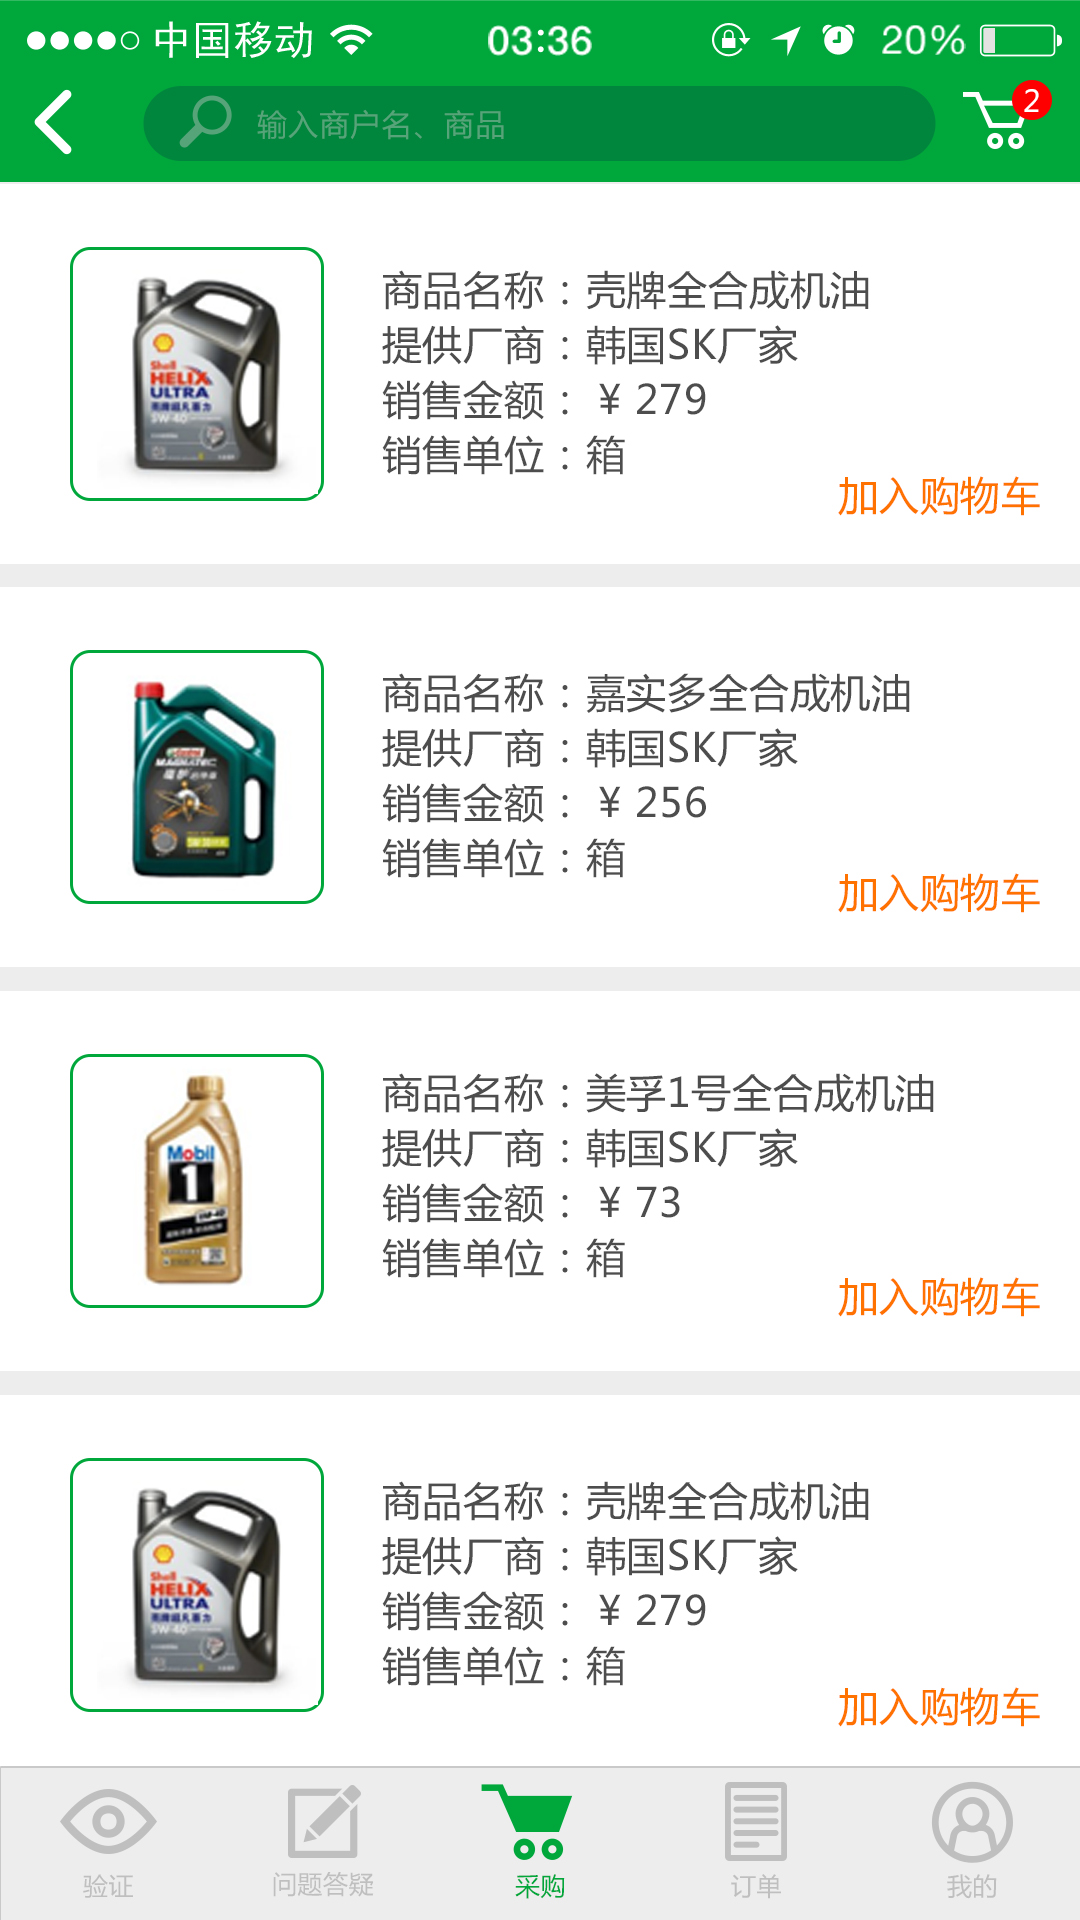 中国移动 03:36 20%
输入商户名、商品 2
商品名称：壳牌全合成机油
提供厂商：韩国SK厂家
销售金额：¥ 279
销售单位：箱
加入购物车
Shell
HELIX
ULTRA
5W-40
商品名称：嘉实多全合成机油
提供厂商：韩国SK厂家
销售金额：¥ 256
销售单位：箱
加入购物车
Castrol
MAGNATEC
商品名称：美孚1号全合成机油
提供厂商：韩国SK厂家
销售金额：¥ 73
销售单位：箱
加入购物车
Mobil
1
商品名称：壳牌全合成机油
提供厂商：韩国SK厂家
销售金额：¥ 279
销售单位：箱
加入购物车
Shell
HELIX
ULTRA
5W-40
验证 问题答疑 采购 订单 我的